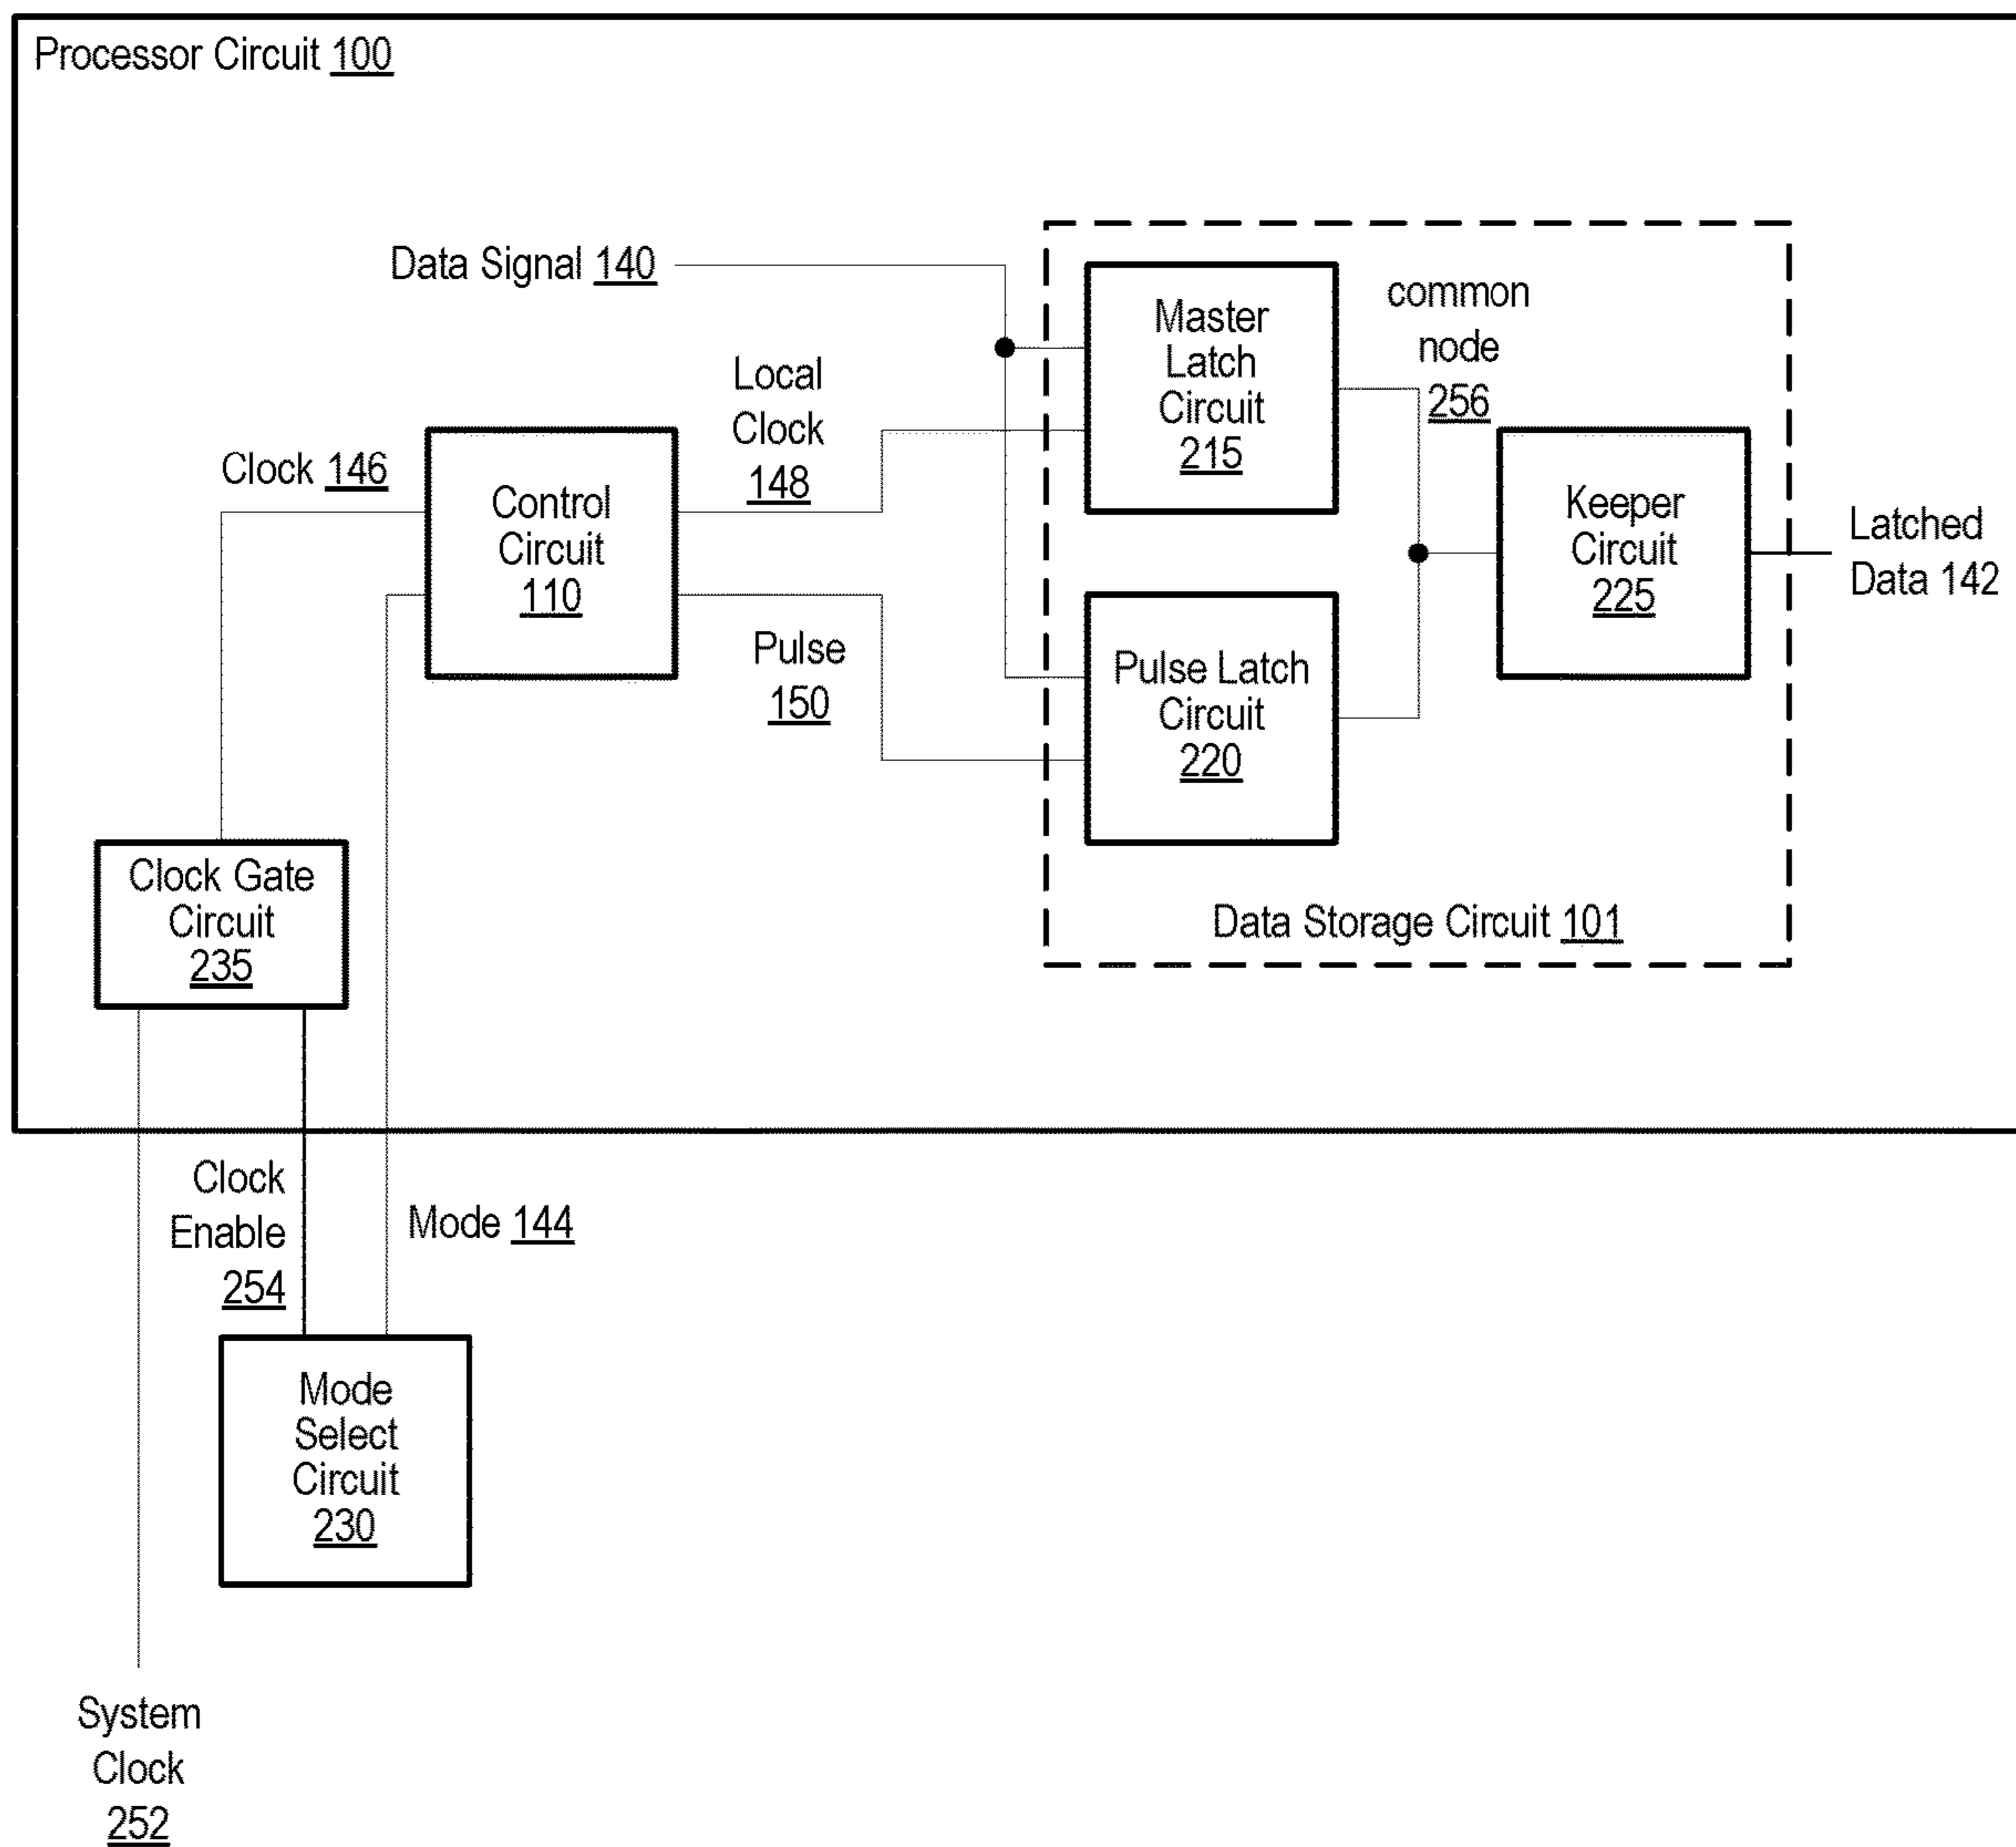 Processor Circuit 100
Data Signal 140
Master
Latch
Circuit
215
common
node
256
Local
Clock
148
Clock 146
Control
Circuit
110
Keeper
Circuit
225
Latched
Data 142
Pulse
150
Pulse Latch
Circuit
220
Clock Gate
Circuit
235
Data Storage Circuit 101
Clock
Enable
254
Mode 144
Mode
Select
Circuit
230
System
Clock
252